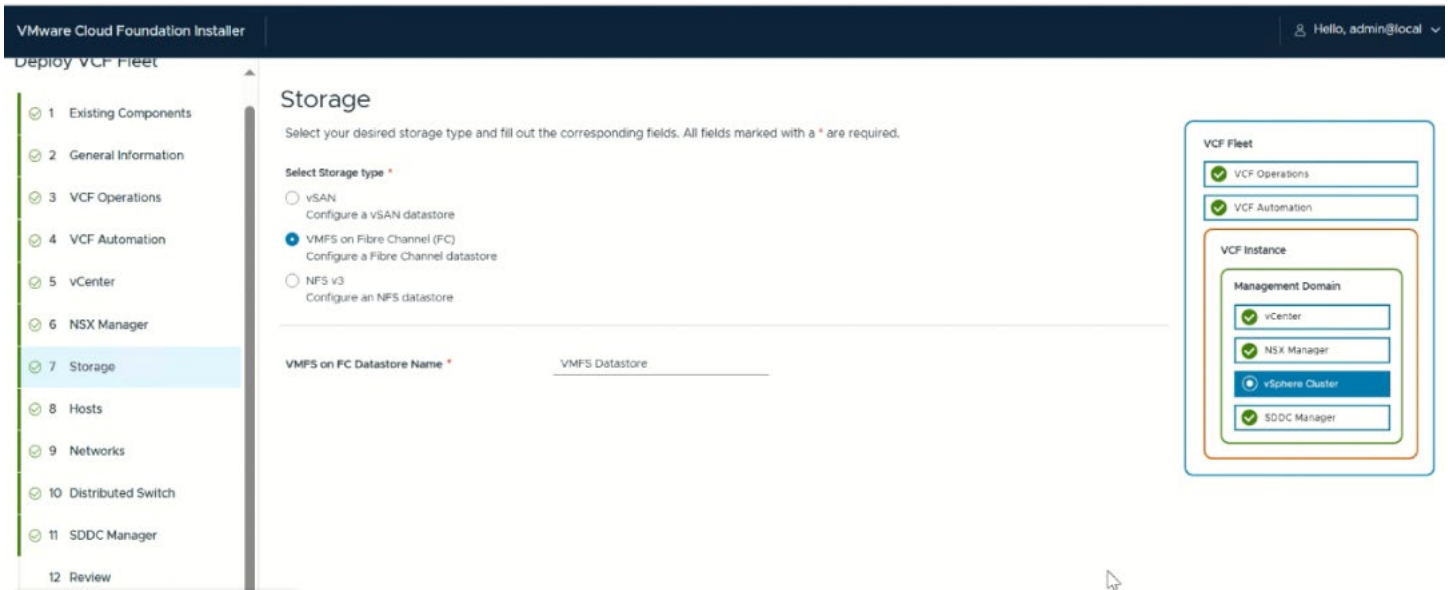 VMware Cloud Foundation Installer
Hello, admin@local
Deploy VCF Fleet
1 Existing Components
2 General Information
3 VCF Operations
4 VCF Automation
5 vCenter
6 NSX Manager
7 Storage
8 Hosts
9 Networks
10 Distributed Switch
11 SDDC Manager
12 Review
Storage
Select your desired storage type and fill out the corresponding fields. All fields marked with a * are required.
Select Storage type *
vSAN
Configure a vSAN datastore
VMFS on Fibre Channel (FC)
Configure a Fibre Channel datastore
NFS v3
Configure an NFS datastore
VMFS on FC Datastore Name * VMFS Datastore
VCF Fleet
VCF Operations
VCF Automation
VCF Instance
Management Domain
vCenter
NSX Manager
vSphere Cluster
SDDC Manager